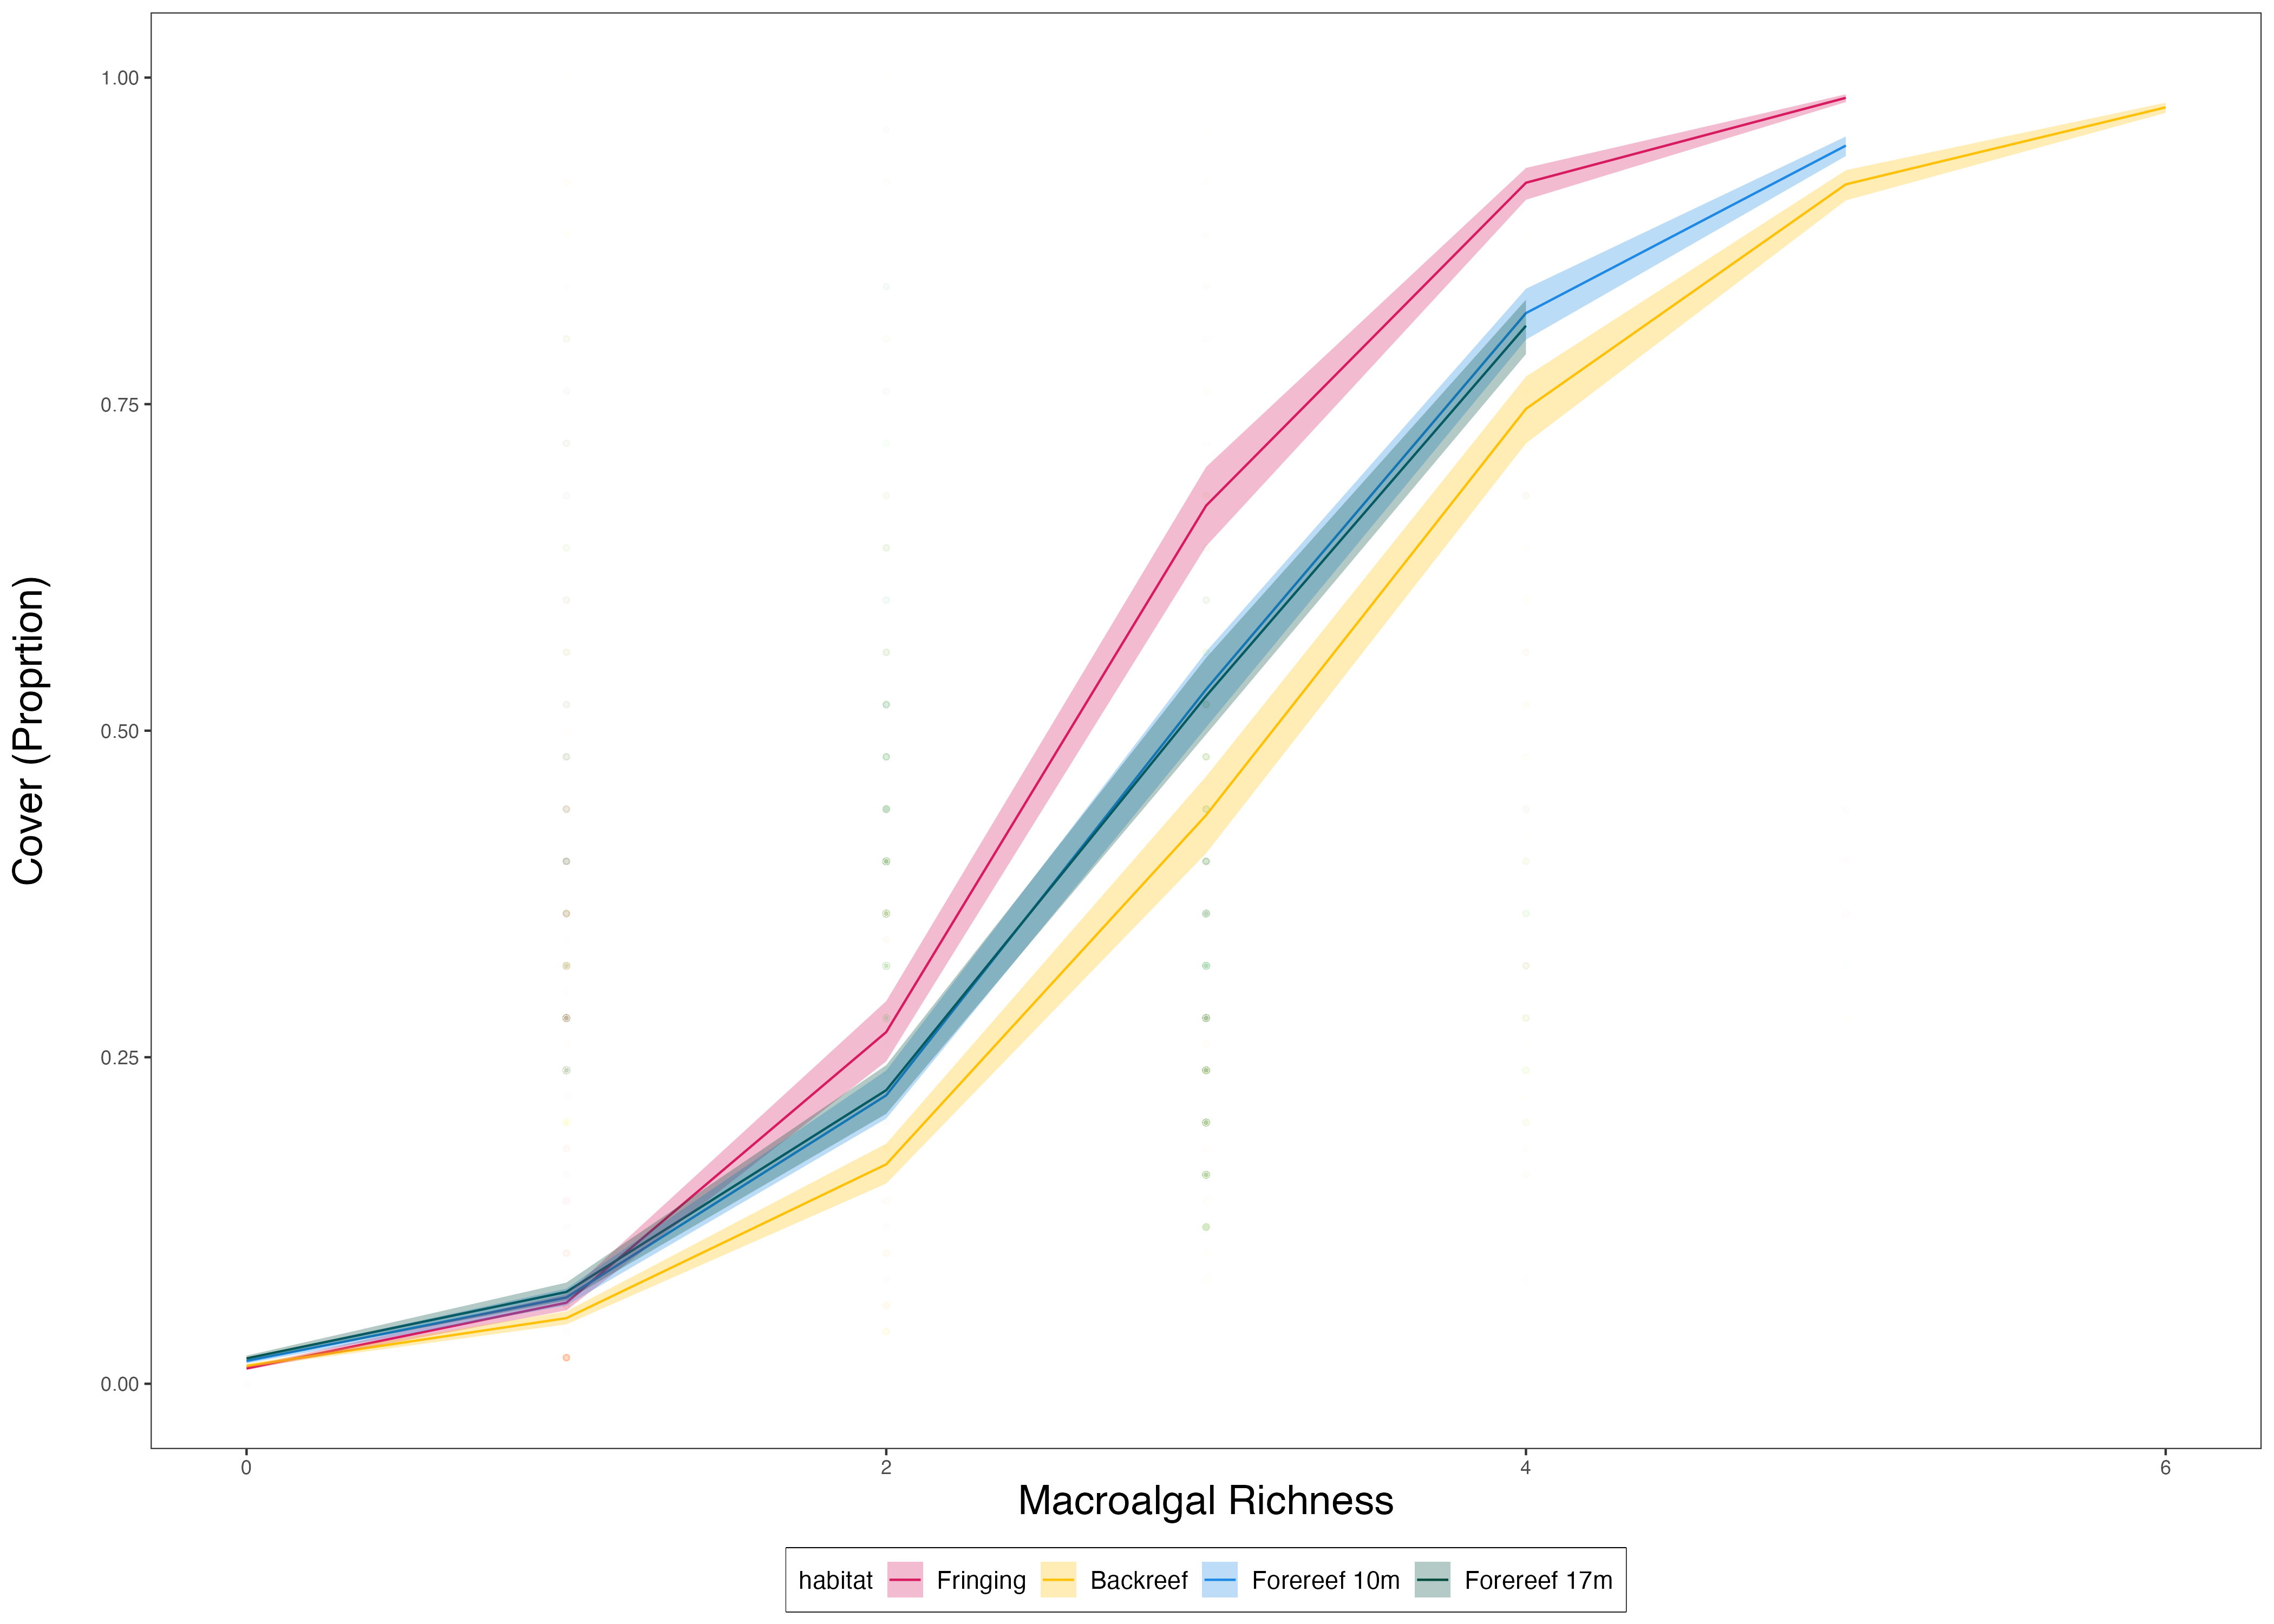 1.00
0.75
0.50
0.25
0.00
Cover (Proprtion)
0 2 4 6
Macroalgal Richness
habitat Fringing Backreef Forereef 10m Forereef 17m